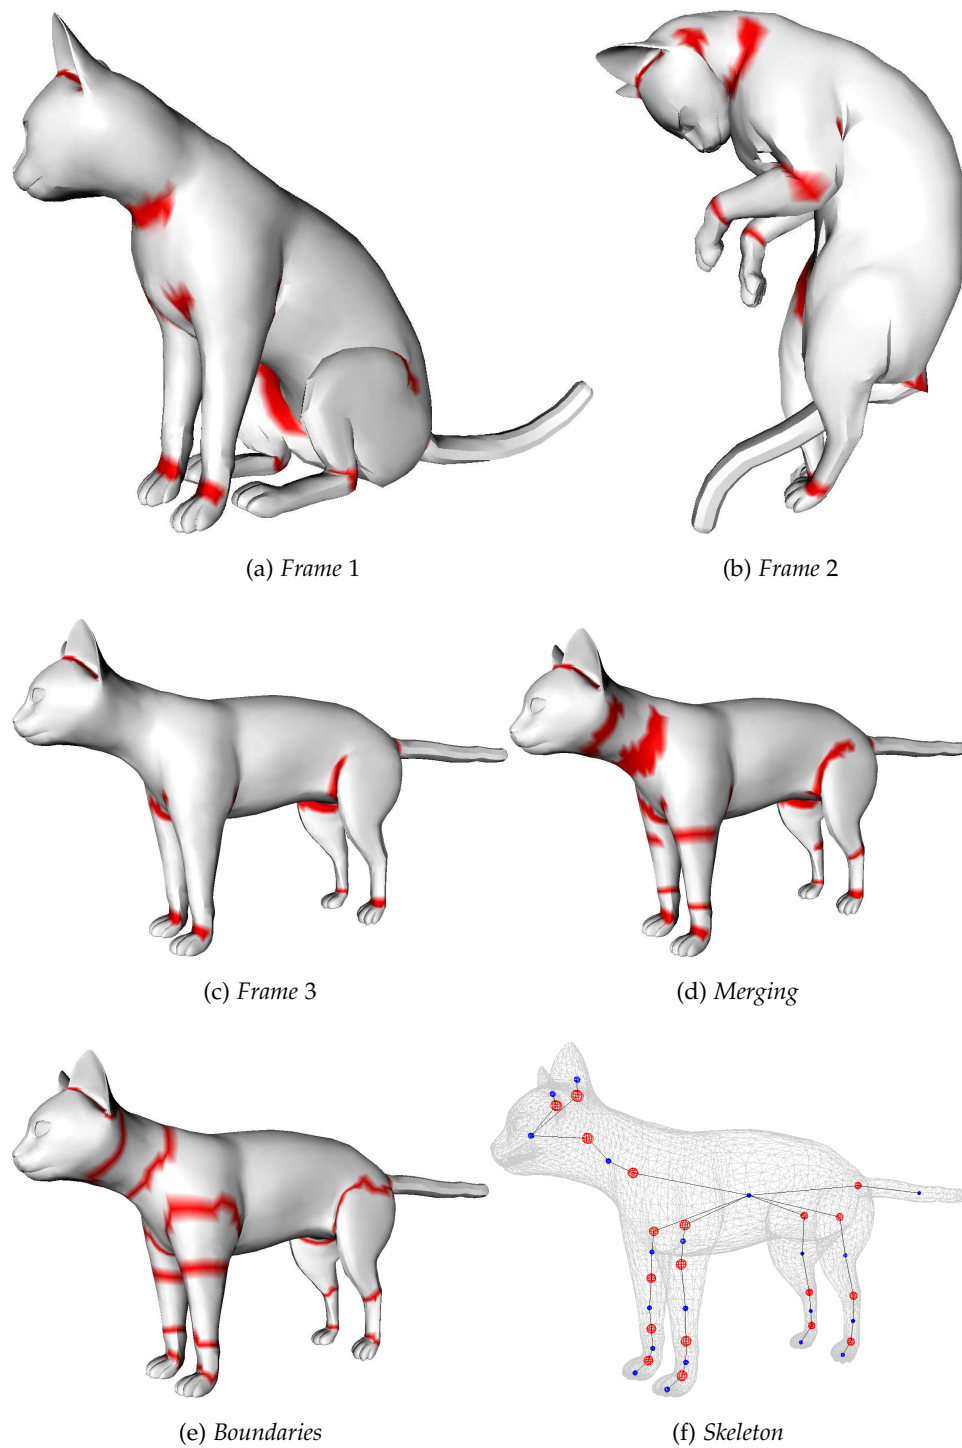 (a) Frame 1
(b) Frame 2
(c) Frame 3
(d) Merging
(e) Boundaries
(f) Skeleton